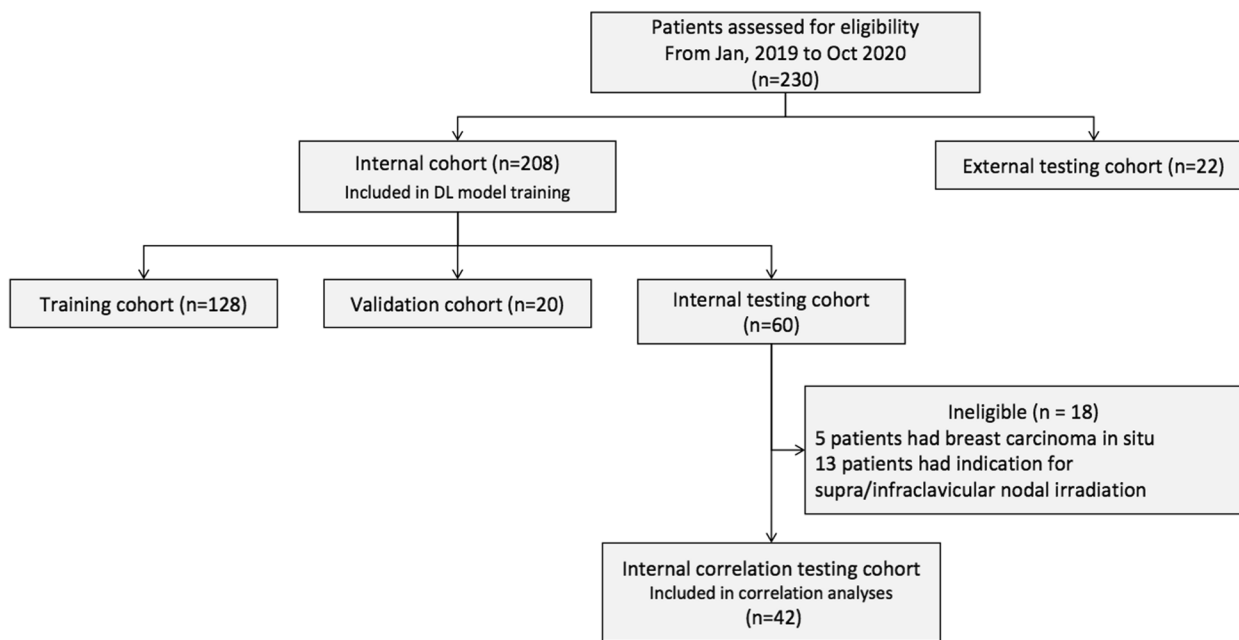 Patients assessed for eligibility
From Jan, 2019 to Oct 2020
(n=230)
Internal cohort (n=208)
Included in DL model training
External testing cohort (n=22)
Training cohort (n=128)
Validation cohort (n=20)
Internal testing cohort
(n=60)
Ineligible (n = 18)
5 patients had breast carcinoma in situ
13 patients had indication for
supra/infraclavicular nodal irradiation
Internal correlation testing cohort
Included in correlation analyses
(n=42)